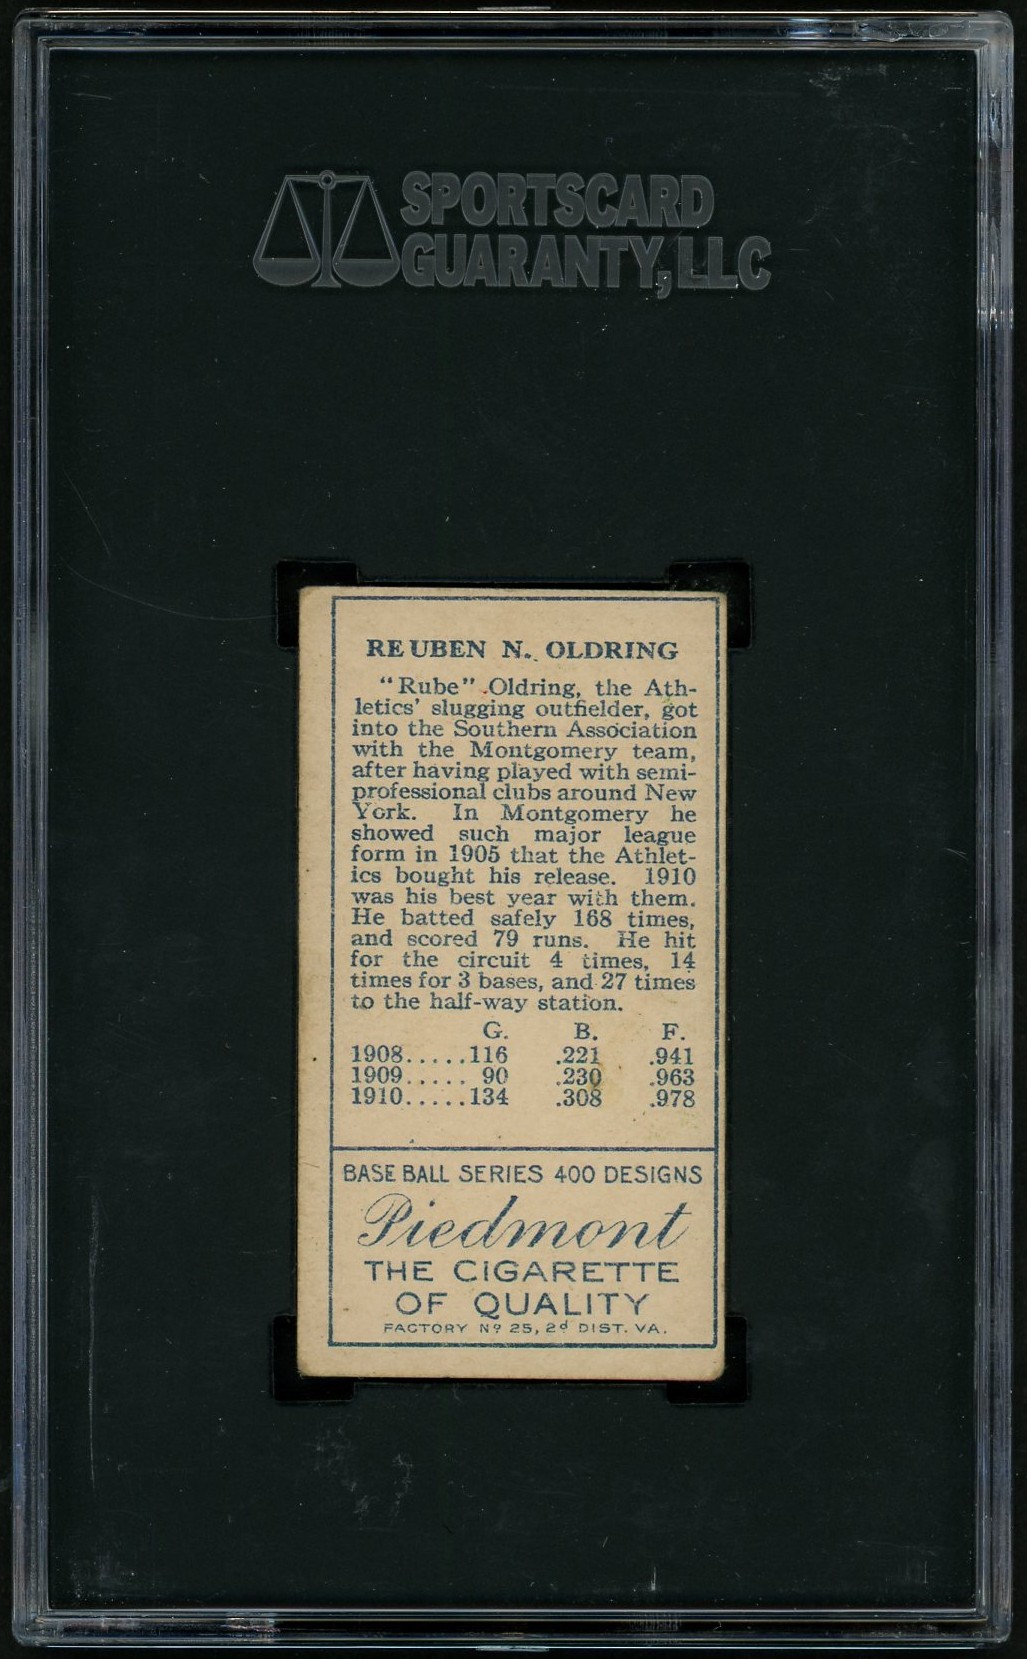 SPORTSCARD
GUARANTY, LLC
REUBEN N. OLDRING
"Rube" Oldring, the Ath-
letics' slugging outfielder, got
into the Southern Association
with the Montgomery team,
after having played with semi-
professional clubs around New
York. In Montgomery he
showed such major league
form in 1905 that the Athlet-
ics bought his release. 1910
was his best year with them.
He batted safely 168 times,
and scored 79 runs. He hit
for the circuit 4 times, 14
times for 3 bases, and 27 times
to the half-way station.
G. B. F.
1908.....116 .221 .941
1909..... 90 .230 .963
1910.....134 .308 .978
BASE BALL SERIES 400 DESIGNS
Piedmont
THE CIGARETTE
OF QUALITY
FACTORY Nº 25, 2d DIST. VA.